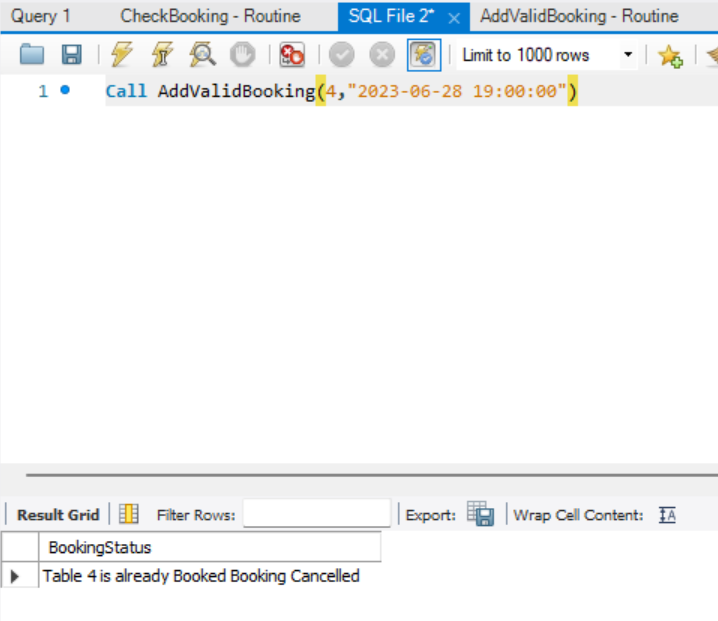 Query 1 CheckBooking - Routine SQL File 2* × AddValidBooking - Routine
Limit to 1000 rows
1 Call AddValidBooking(4,"2023-06-28 19:00:00")
Result Grid Filter Rows: Export: Wrap Cell Content: IA
BookingStatus
Table 4 is already Booked Booking Cancelled